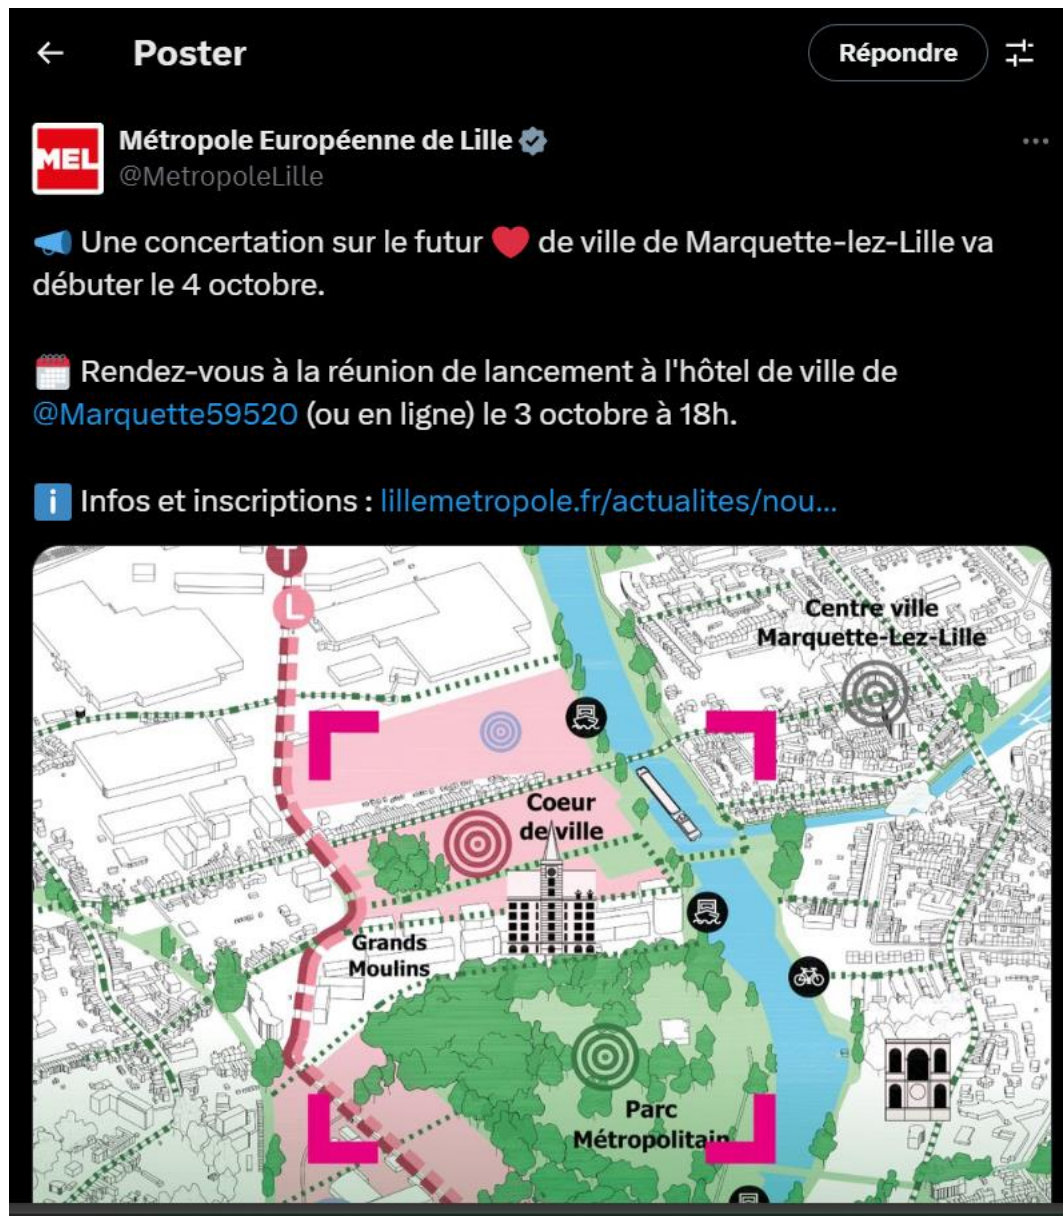 Poster
Répondre
MEL
Métropole Européenne de Lille
@MetropoleLille
Une concertation sur le futur ❤️ de ville de Marquette-lez-Lille va
débuter le 4 octobre.
Rendez-vous à la réunion de lancement à l'hôtel de ville de
@Marquette59520 (ou en ligne) le 3 octobre à 18h.
Infos et inscriptions : lillemetropole.fr/actualites/nou...
T
L
Centre ville
Marquette-Lez-Lille
Coeur
de ville
Grands
Moulins
Parc
Métropolitain